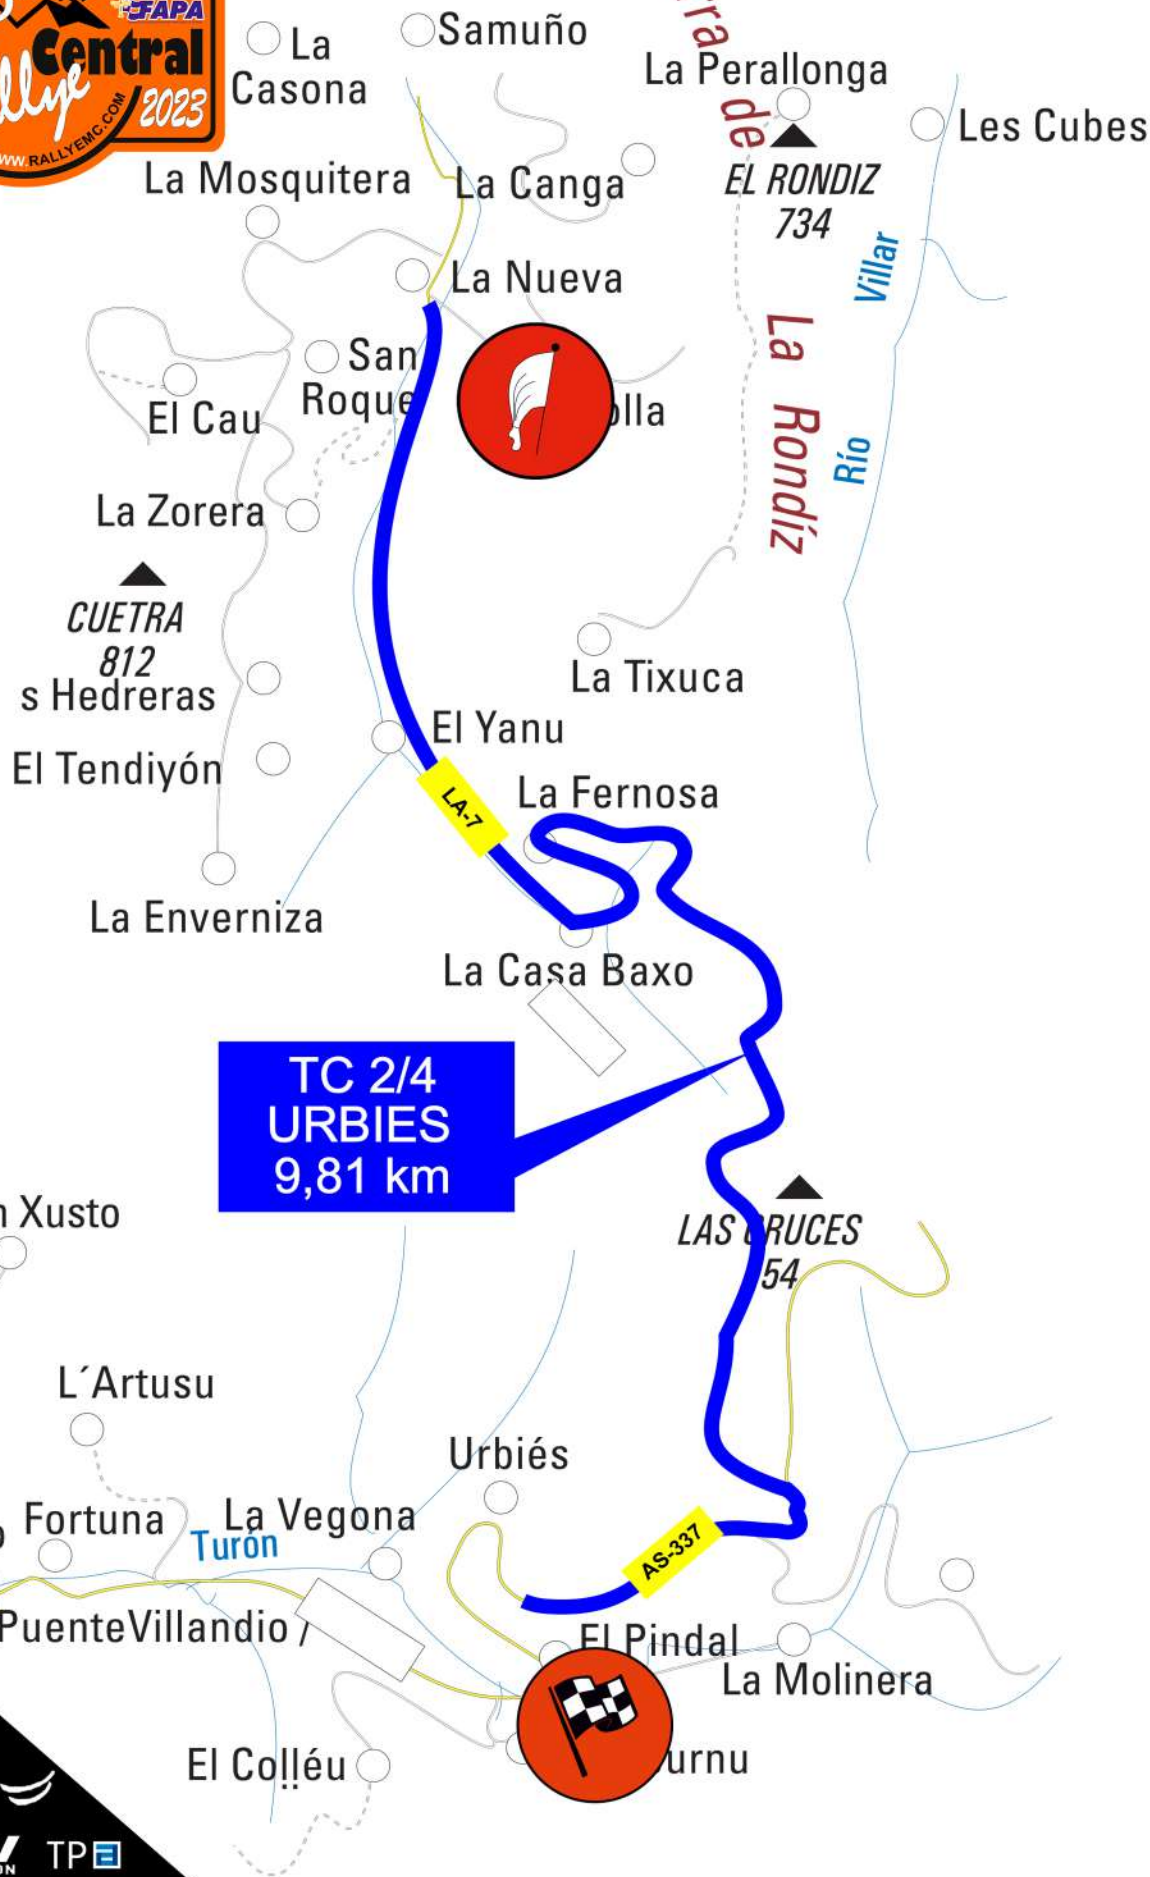 FAPA
Central
Rallye
2023
WWW.RALLYEMC.COM
La
Casona
Samuño
La Perallonga
de
Les Cubes
La Mosquitera
La Canga
EL RONDIZ
734
Villar
La Nueva
La Rondíz
San
Roque
El Cau
Río
La Zorera
CUETRA
812
s Hedreras
La Tixuca
El Yanu
El Tendiyón
LA-7
La Fernosa
La Enverniza
La Casa Baxo
TC 2/4
URBIES
9,81 km
Xusto
LAS CRUCES
54
L´Artusu
Urbiés
Fortuna
La Vegona
Turón
AS-337
PuenteVillandio /
El Pindal
La Molinera
urnu
El Coḷḷéu
TPA